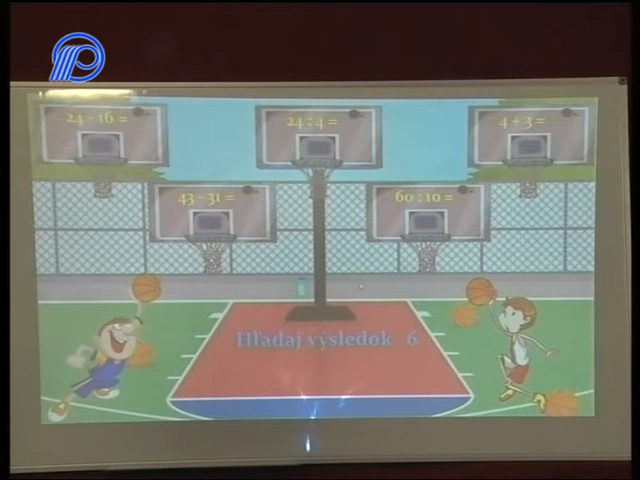 24 - 16 =
24 : 4 =
4 + 3 =
43 - 31 =
60 : 10 =
Hľadaj výsledok 6